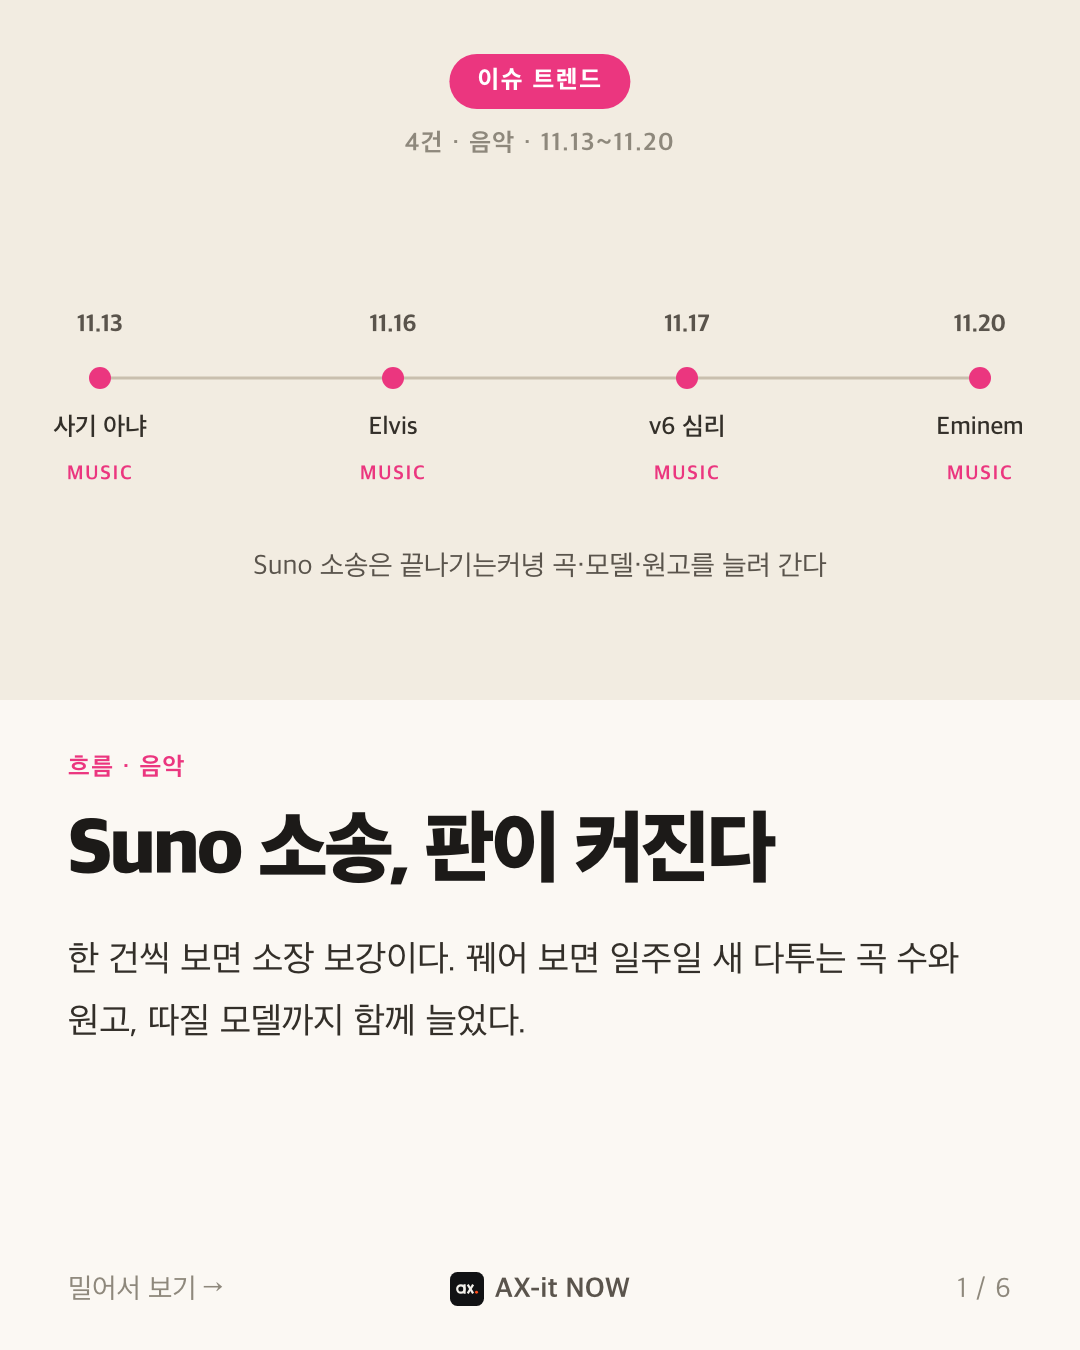 이슈 트렌드
4건 · 음악 · 11.13~11.20
11.13 11.16 11.17 11.20
사기 아냐 Elvis v6 심리 Eminem
MUSIC MUSIC MUSIC MUSIC
Suno 소송은 끝나기는커녕 곡·모델·원고를 늘려 간다
흐름 · 음악
Suno 소송, 판이 커진다
한 건씩 보면 소장 보강이다. 꿰어 보면 일주일 새 다투는 곡 수와
원고, 따질 모델까지 함께 늘었다.
밀어서 보기 → ax. AX-it NOW 1 / 6